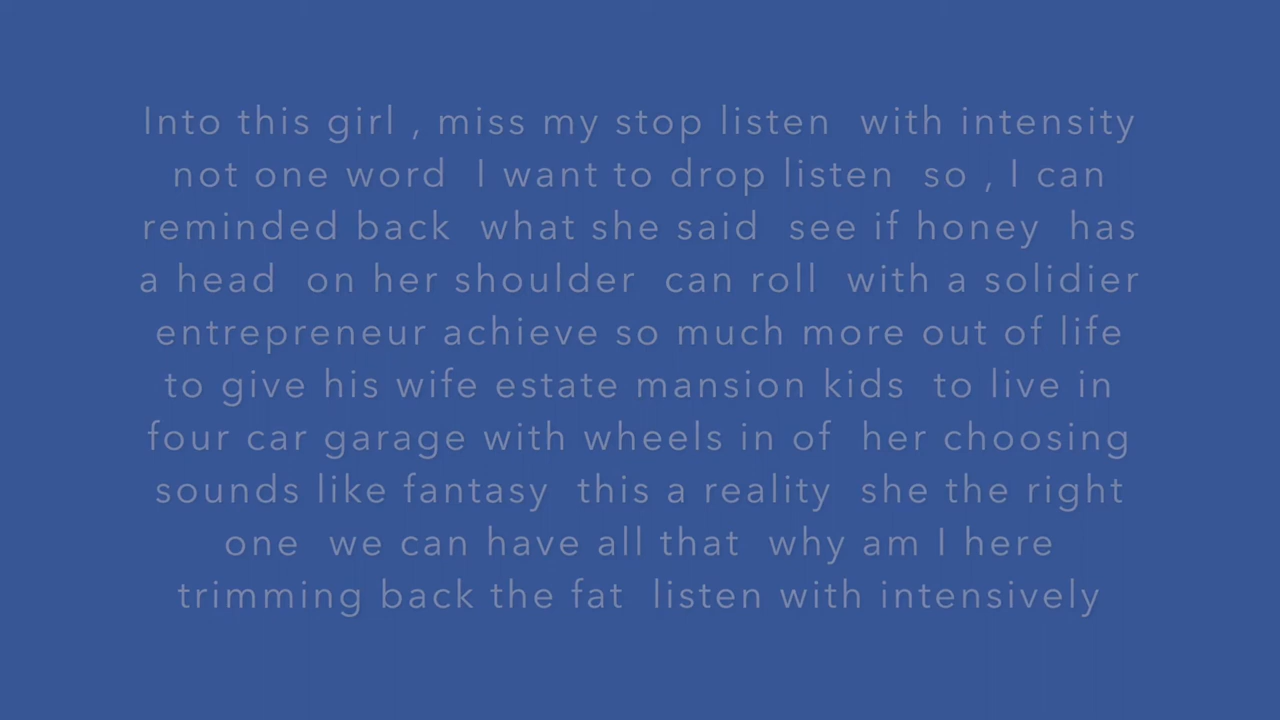 Into this girl , miss my stop listen  with intensity
not one word  I want to drop listen  so , I can
reminded back  what she said  see if honey  has
a head  on her shoulder  can roll  with a solidier
entrepreneur achieve so much more out of life
to give his wife estate mansion kids  to live in
four car garage with wheels in of  her choosing
sounds like fantasy  this a reality  she the right
one  we can have all that  why am I here
trimming back the fat  listen with intensively